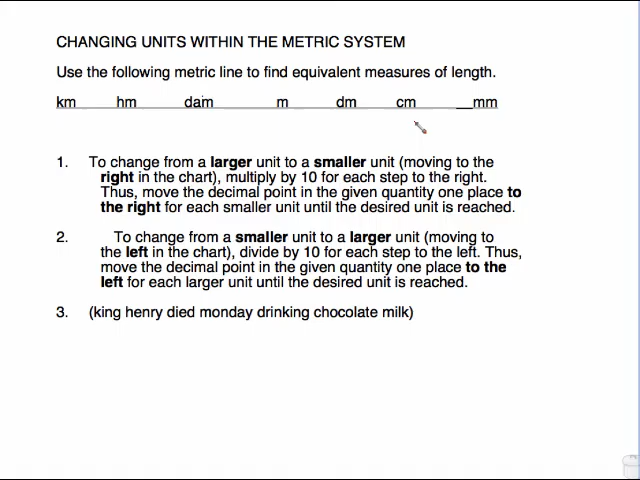 CHANGING UNITS WITHIN THE METRIC SYSTEM
Use the following metric line to find equivalent measures of length.
km hm dam m dm cm __mm
1. To change from a larger unit to a smaller unit (moving to the
right in the chart), multiply by 10 for each step to the right.
Thus, move the decimal point in the given quantity one place to
the right for each smaller unit until the desired unit is reached.
2. To change from a smaller unit to a larger unit (moving to
the left in the chart), divide by 10 for each step to the left. Thus,
move the decimal point in the given quantity one place to the
left for each larger unit until the desired unit is reached.
3. (king henry died monday drinking chocolate milk)